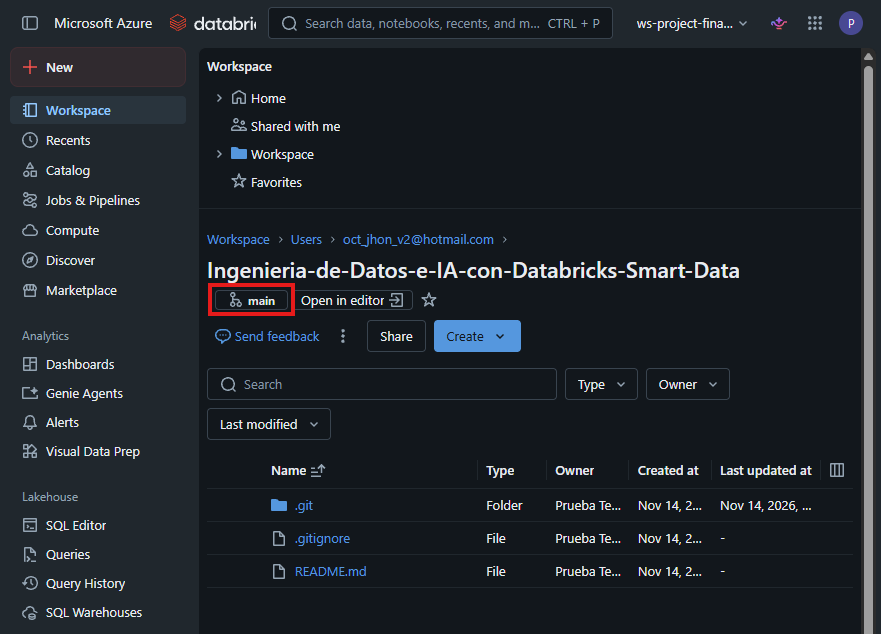 Microsoft Azure databric Search data, notebooks, recents, and m... CTRL + P ws-project-fina... P
New
Workspace
Recents
Catalog
Jobs & Pipelines
Compute
Discover
Marketplace
Analytics
Dashboards
Genie Agents
Alerts
Visual Data Prep
Lakehouse
SQL Editor
Queries
Query History
SQL Warehouses
Workspace
Home
Shared with me
Workspace
Favorites
Workspace > Users > oct_jhon_v2@hotmail.com >
Ingenieria-de-Datos-e-IA-con-Databricks-Smart-Data
main Open in editor
Send feedback Share Create
Search Type Owner
Last modified
Name Type Owner Created at Last updated at
.git Folder Prueba Te... Nov 14, 2... Nov 14, 2026, ...
.gitignore File Prueba Te... Nov 14, 2... -
README.md File Prueba Te... Nov 14, 2... -